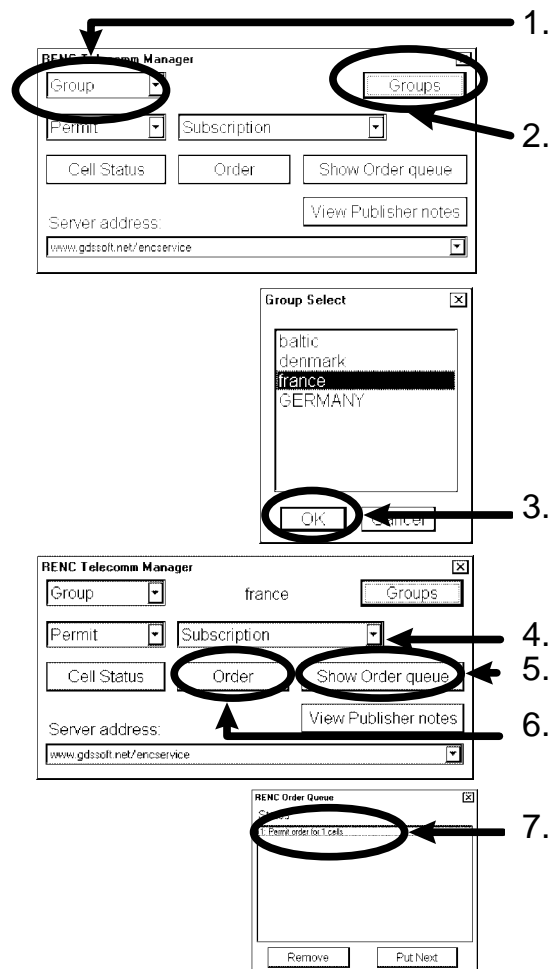 1.
RENC Telecomm Manager
Group
Groups
2.
Permit
Subscription
Cell Status
Order
Show Order queue
View Publisher notes
Server address:
www.gdssoft.net/encservice
Group Select
baltic
denmark
france
GERMANY
OK
Cancel
3.
RENC Telecomm Manager
Group
france
Groups
Permit
Subscription
4.
Cell Status
Order
Show Order queue
5.
View Publisher notes
6.
Server address:
www.gdssoft.net/encservice
RENC Order Queue
1: Permit order for 1 cells
7.
Remove
Put Next